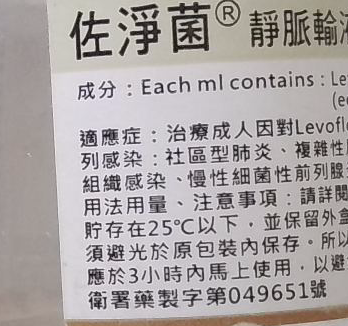 佐淨菌® 靜脈輸
成分：Each ml contains：Le
(e
適應症：治療成人因對Levofl
列感染：社區型肺炎、複雜性
組織感染、慢性細菌性前列腺
用法用量、注意事項：請詳閱
貯存在25℃以下，並保留外盒
須避光於原包裝內保存。所以
應於3小時內馬上使用，以避
衛署藥製字第049651號